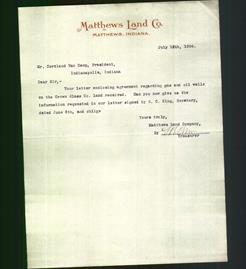 Matthews Land Co.
MATTHEWS, INDIANA.
July 12th, 1904.
Mr. Cortland Van Camp, President,
Indianapolis, Indiana
Dear Sir,-
Your letter enclosing agreement regarding gas and oil wells
on the Crown Glass Co. land received. Can you now give us the
information requested in our letter signed by C. C. King, Secretary,
dated June 8th, and oblige
Yours truly,
Matthews Land Company,
By
Treasurer